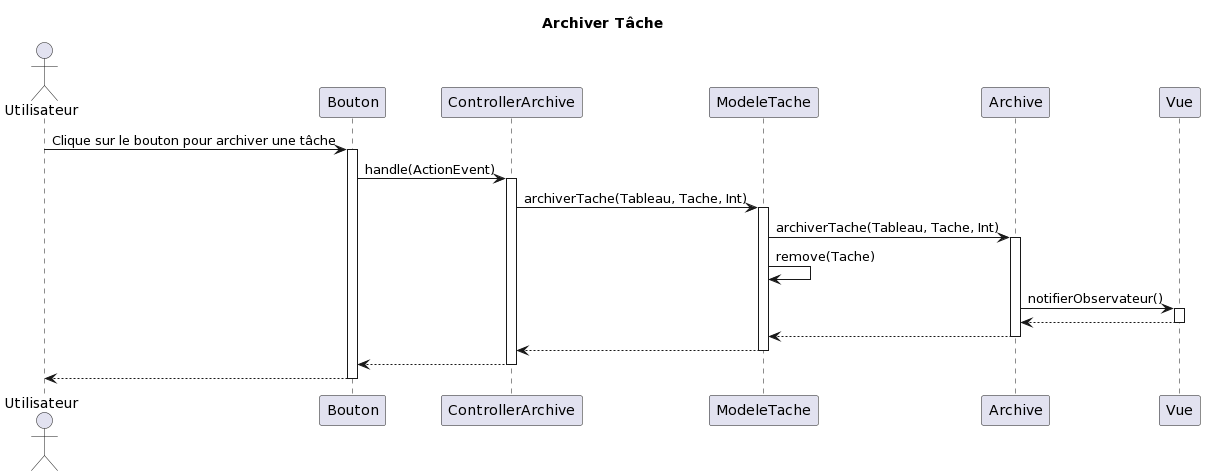 Archiver Tâche
Utilisateur
Bouton
ControllerArchive
ModeleTache
Archive
Vue
Clique sur le bouton pour archiver une tâche
handle(ActionEvent)
archiverTache(Tableau, Tache, Int)
archiverTache(Tableau, Tache, Int)
remove(Tache)
notifierObservateur()
Utilisateur
Bouton
ControllerArchive
ModeleTache
Archive
Vue